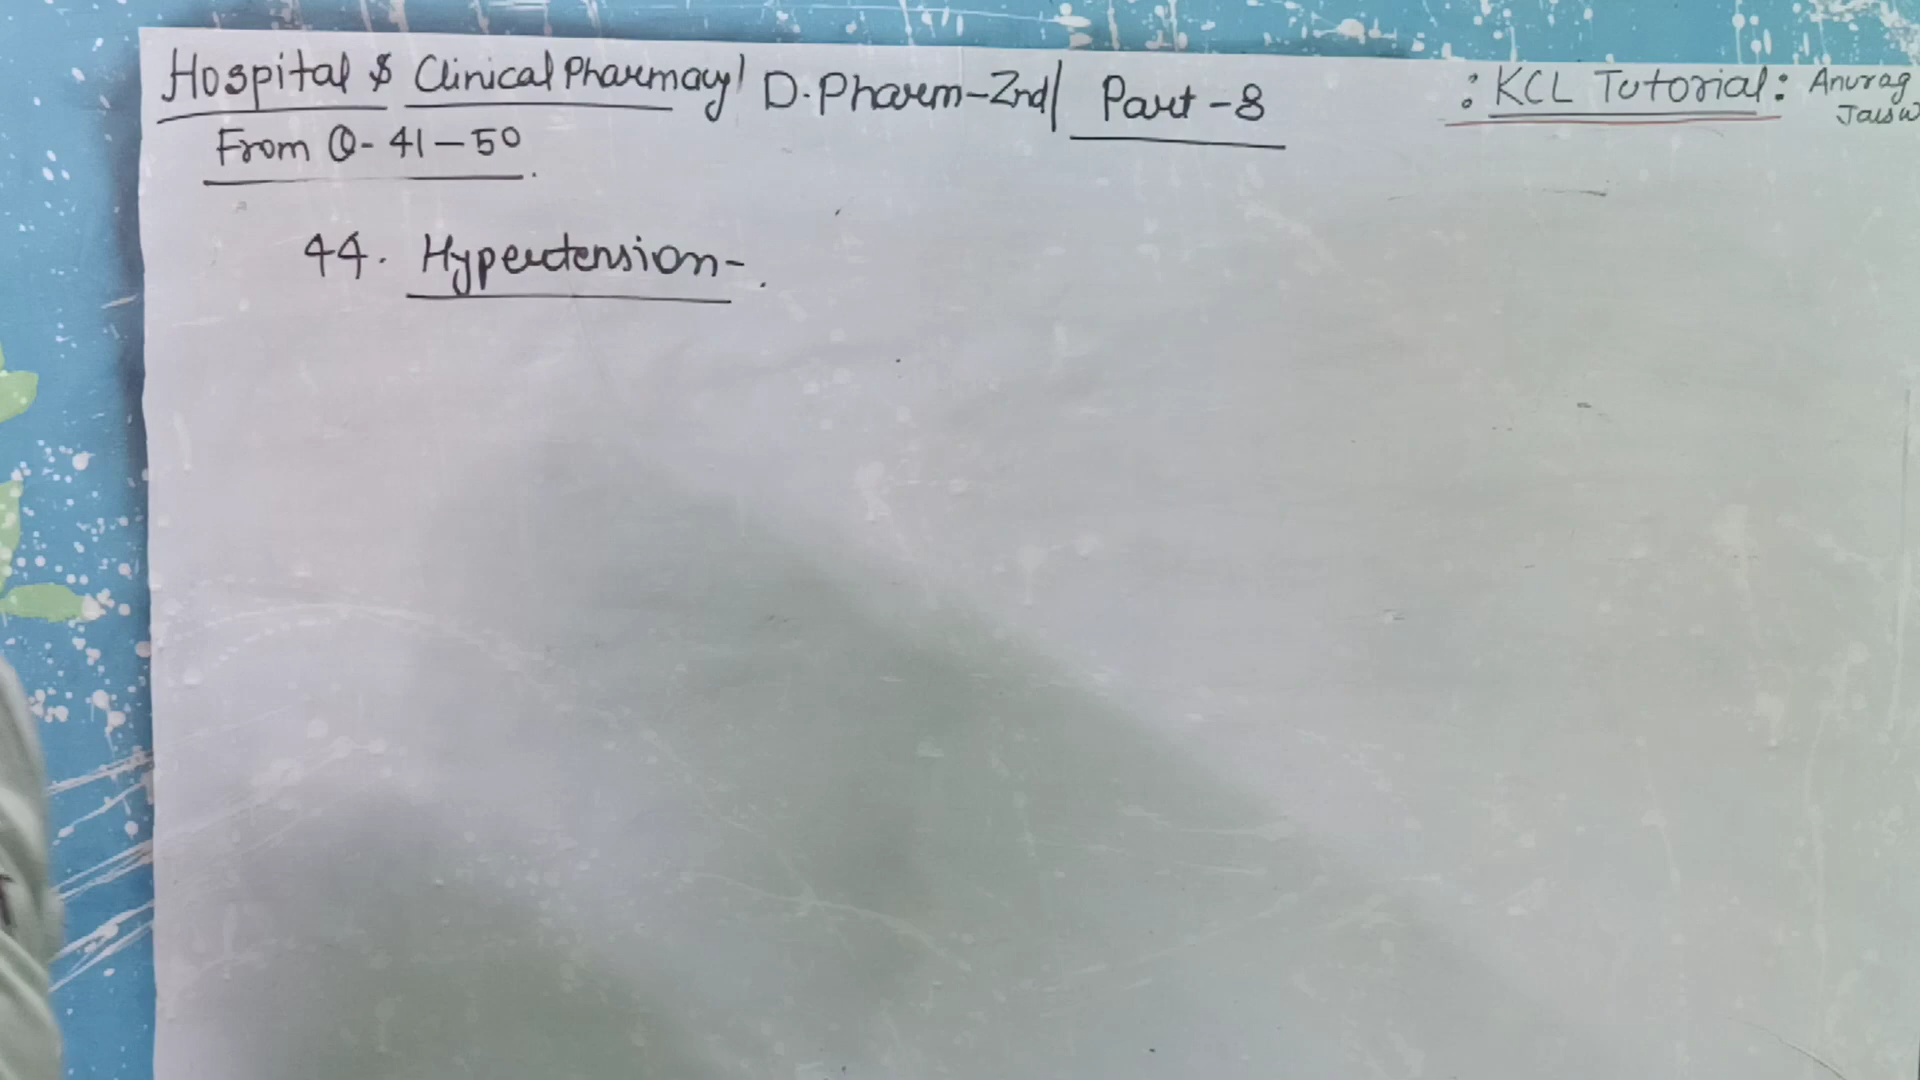 Hospital $ Clinical Pharmacy/ D.Pharm-2nd/ Part-8
: KCL Tutorial: Anurag
From Q-41-50.
44. Hypertension-.